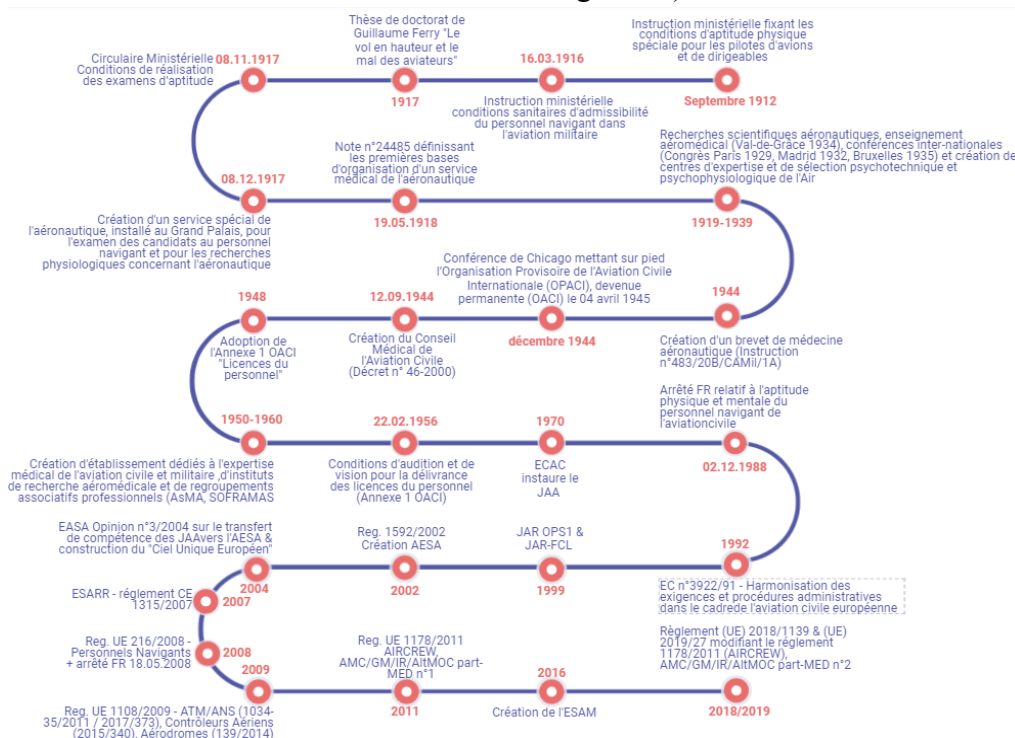 Thèse de doctorat de
Guillaume Ferry "Le
vol en hauteur et le
mal des aviateurs"
1917
Instruction ministérielle fixant les
conditions d'aptitude physique
spéciale pour les pilotes d'avions
et de dirigeables
Septembre 1912
16.03.1916
Instruction ministérielle
conditions sanitaires d'admissibilité
du personnel navigant dans
l'aviation militaire
Circulaire Ministérielle
Conditions de réalisation
des examens d'aptitude
08.11.1917
08.12.1917
Création d'un service spécial de
l'aéronautique, installé au Grand Palais, pour
l'examen des candidats au personnel
navigant et pour les recherches
physiologiques concernant l'aéronautique
Note n°24485 définissant
les premières bases
d'organisation d'un service
médical de l'aéronautique
19.05.1918
Recherches scientifiques aéronautiques, enseignement
aéromédical (Val-de-Grâce 1934), conférences inter-nationales
(Congrès Paris 1929, Madrid 1932, Bruxelles 1935) et création de
centres d'expertise et de sélection psychotechnique et
psychophysiologique de l'Air
1919-1939
1944
Création d'un brevet de médecine
aéronautique (Instruction
n°483/20B/CAMil/1A)
Conférence de Chicago mettant sur pied
l'Organisation Provisoire de l'Aviation Civile
Internationale (OPACI), devenue
permanente (OACI) le 04 avril 1945
décembre 1944
12.09.1944
Création du Conseil
Médical de
l'Aviation Civile
(Décret n° 46-2000)
1948
Adoption de
l'Annexe 1 OACI
"Licences du
personnel"
1950-1960
Création d'établissement dédiés à l'expertise
médical de l'aviation civile et militaire ,d'instituts
de recherche aéromédicale et de regroupements
associatifs professionnels (AsMA, SOFRAMAS
22.02.1956
Conditions d'audition et de
vision pour la délivrance
des licences du personnel
(Annexe 1 OACI)
1970
ECAC
instaure le
JAA
Arrêté FR relatif à l'aptitude
physique et mentale du
personnel navigant de
l'aviationcivile
02.12.1988
1992
EC n°3922/91 - Harmonisation des
exigences et procédures administratives
dans le cadrede l'aviation civile européenne
JAR OPS1 &
JAR-FCL
1999
Reg. 1592/2002
Création AESA
2002
EASA Opinion n°3/2004 sur le transfert
de compétence des JAAvers l'AESA &
construction du "Ciel Unique Européen"
2004
ESARR - réglement CE
1315/2007
2007
Reg. UE 216/2008 -
Personnels Navigants
+ arrêté FR 18.05.2008
2008
2009
Reg. UE 1108/2009 - ATM/ANS (1034-
35/2011 / 2017/373), Contrôleurs Aériens
(2015/340), Aérodromes (139/2014)
Reg. UE 1178/2011
AIRCREW,
AMC/GM/IR/AltMOC part-
MED n°1
2011
2016
Création de l'ESAM
Règlement (UE) 2018/1139 & (UE)
2019/27 modifiant le réglement
1178/2011 (AIRCREW),
AMC/GM/IR/AltMOC part-MED n°2
2018/2019